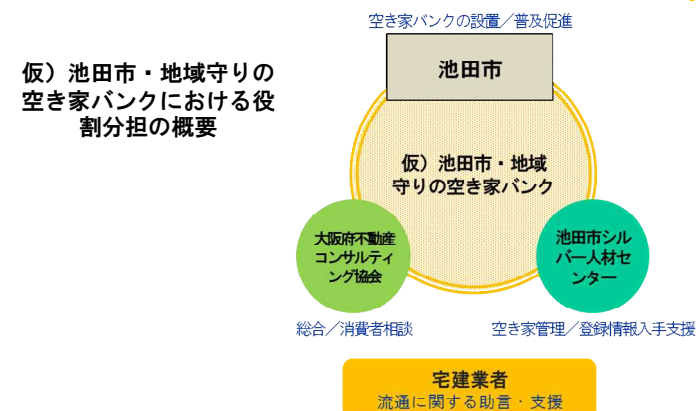 空き家バンクの設置／普及促進
仮）池田市・地域守りの
空き家バンクにおける役
割分担の概要
池田市
仮）池田市・地域
守りの空き家バンク
大阪府不動産
コンサルティ
ング協会
池田市シル
バー人材セ
ンター
総合／消費者相談
空き家管理／登録情報入手支援
宅建業者
流通に関する助言・支援